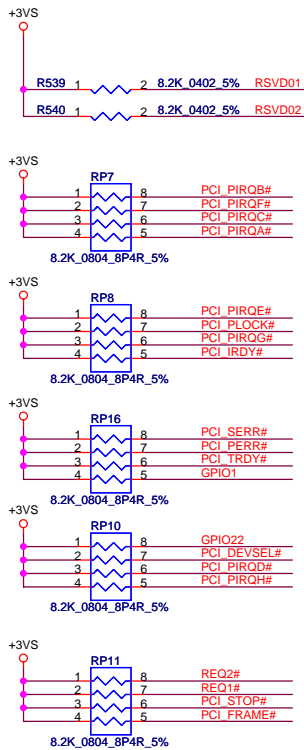 +3VS
R539 1 2 8.2K_0402_5% RSVD01
R540 1 2 8.2K_0402_5% RSVD02
+3VS
RP7
1 8 PCI_PIRQB#
2 7 PCI_PIRQF#
3 6 PCI_PIRQC#
4 5 PCI_PIRQA#
8.2K_0804_8P4R_5%
+3VS
RP8
1 8 PCI_PIRQE#
2 7 PCI_PLOCK#
3 6 PCI_PIRQG#
4 5 PCI_IRDY#
8.2K_0804_8P4R_5%
+3VS
RP16
1 8 PCI_SERR#
2 7 PCI_PERR#
3 6 PCI_TRDY#
4 5 GPIO1
8.2K_0804_8P4R_5%
+3VS
RP10
1 8 GPIO22
2 7 PCI_DEVSEL#
3 6 PCI_PIRQD#
4 5 PCI_PIRQH#
8.2K_0804_8P4R_5%
+3VS
RP11
1 8 REQ2#
2 7 REQ1#
3 6 PCI_STOP#
4 5 PCI_FRAME#
8.2K_0804_8P4R_5%